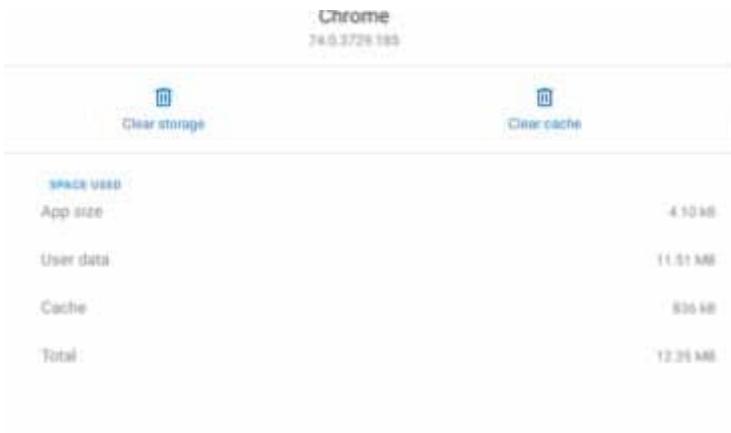 Chrome
74.0.3729.185
Clear storage
Clear cache
SPACE USED
App size 4.10 kB
User data 11.51 MB
Cache 836 kB
Total 12.35 MB